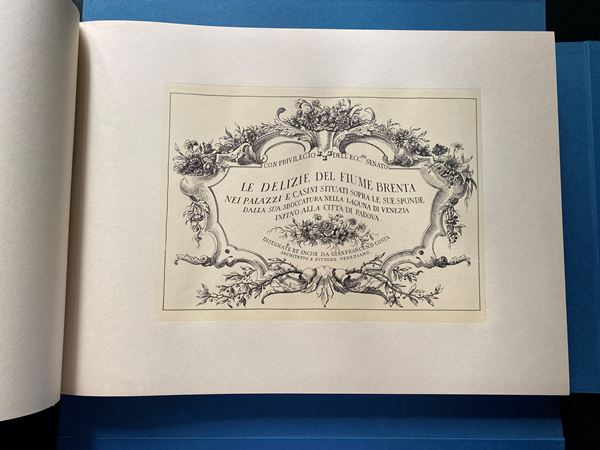 CON PRIVILEGIO DELL'ECC.MO SENATO
LE DELIZIE DEL FIUME BRENTA
NEI PALAZZI E CASINI SITUATI SOPRA LE SUE SPONDE
DALLA SUA SBOCCATURA NELLA LAGUNA DI VENEZIA
INFINO ALLA CITTÀ DI PADOVA.
DISEGNATE ET INCISE DA GIANFRANCESCO COSTA
ARCHITETTO E PITTORE VENEZIANO.